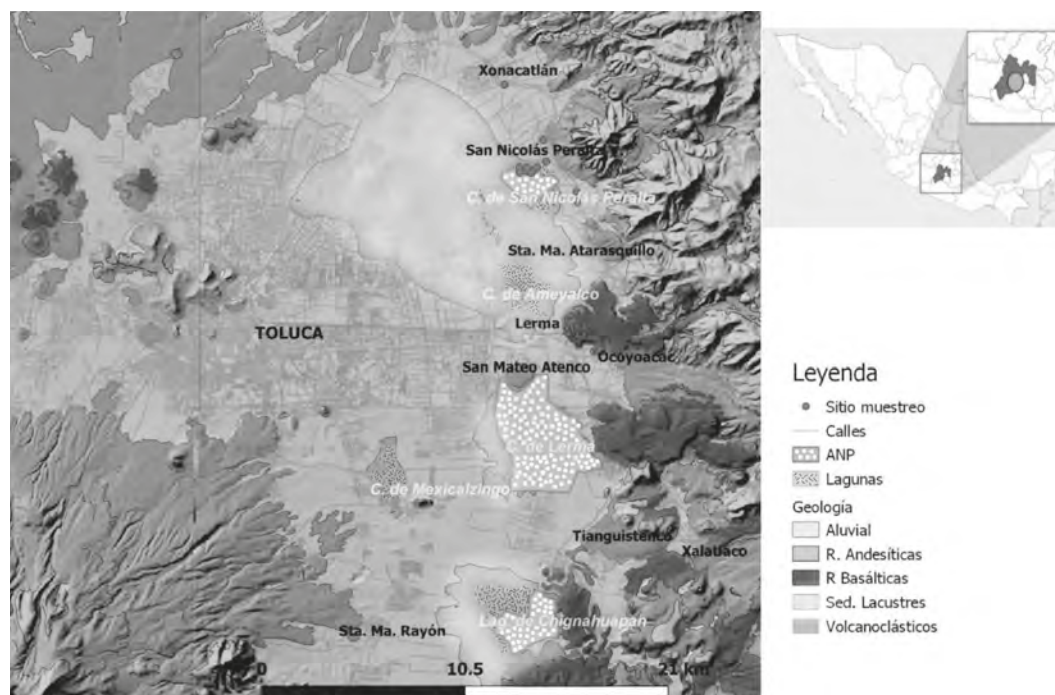 Xonacatlán
San Nicolás Peralta
C. de San Nicolás Peralta
Sta. Ma. Atarasquillo
C. de Ameyalco
Lerma
TOLUCA
Ocoyoacac
San Mateo Atenco
C. de Lerma
C. de Mexicalzingo
Tianguistenco
Xalatlaco
Lag. de Chignahuapan
Sta. Ma. Rayón
0 10.5 21 km
Leyenda
Sitio muestreo
Calles
ANP
Lagunas
Geología
Aluvial
R. Andesíticas
R Basálticas
Sed. Lacustres
Volcanoclásticos